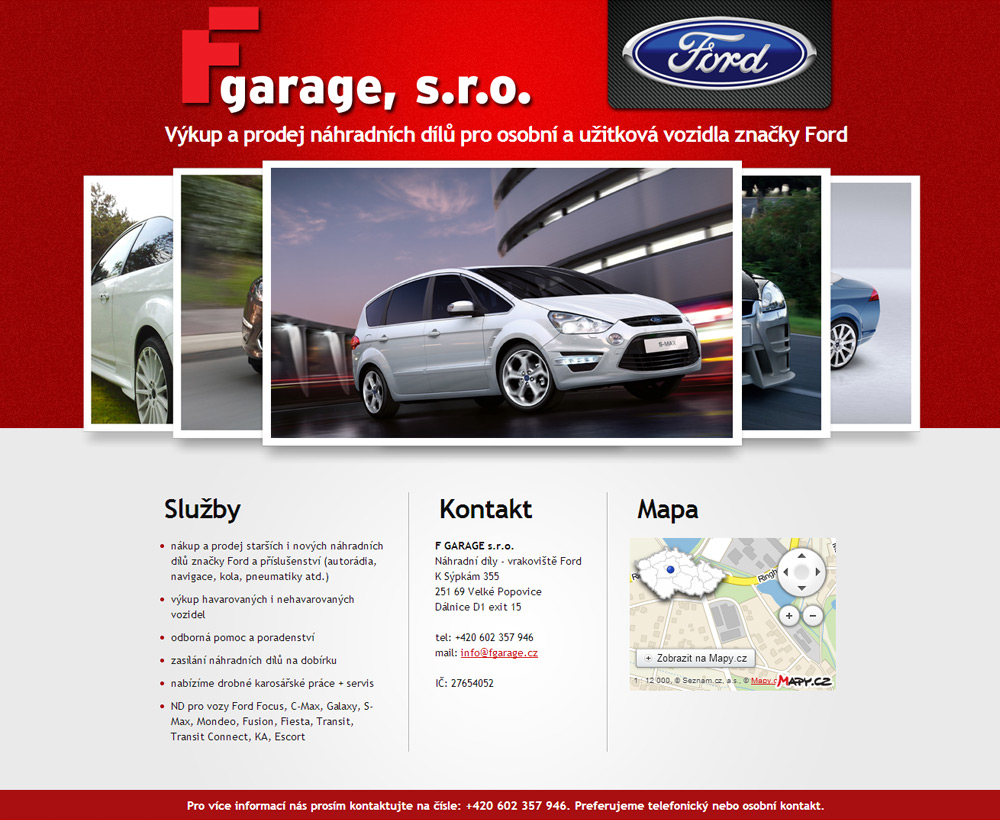 F garage, s.r.o.
Ford
Výkup a prodej náhradních dílů pro osobní a užitková vozidla značky Ford
S-MAX
Služby
nákup a prodej starších i nových náhradních
dílů značky Ford a příslušenství (autorádia,
navigace, kola, pneumatiky atd.)
výkup havarovaných i nehavarovaných
vozidel
odborná pomoc a poradenství
zasílání náhradních dílů na dobírku
nabízíme drobné karosářské práce + servis
ND pro vozy Ford Focus, C-Max, Galaxy, S-
Max, Mondeo, Fusion, Fiesta, Transit,
Transit Connect, KA, Escort
Kontakt
F GARAGE s.r.o.
Náhradní díly - vrakoviště Ford
K Sýpkám 355
251 69 Velké Popovice
Dálnice D1 exit 15
tel: +420 602 357 946
mail: info@fgarage.cz
IČ: 27654052
Mapa
+ Zobrazit na Mapy.cz
1 : 12 000, © Seznam.cz, a.s., © Mapy.c
MAPY.CZ
Pro více informací nás prosím kontaktujte na čísle: +420 602 357 946. Preferujeme telefonický nebo osobní kontakt.